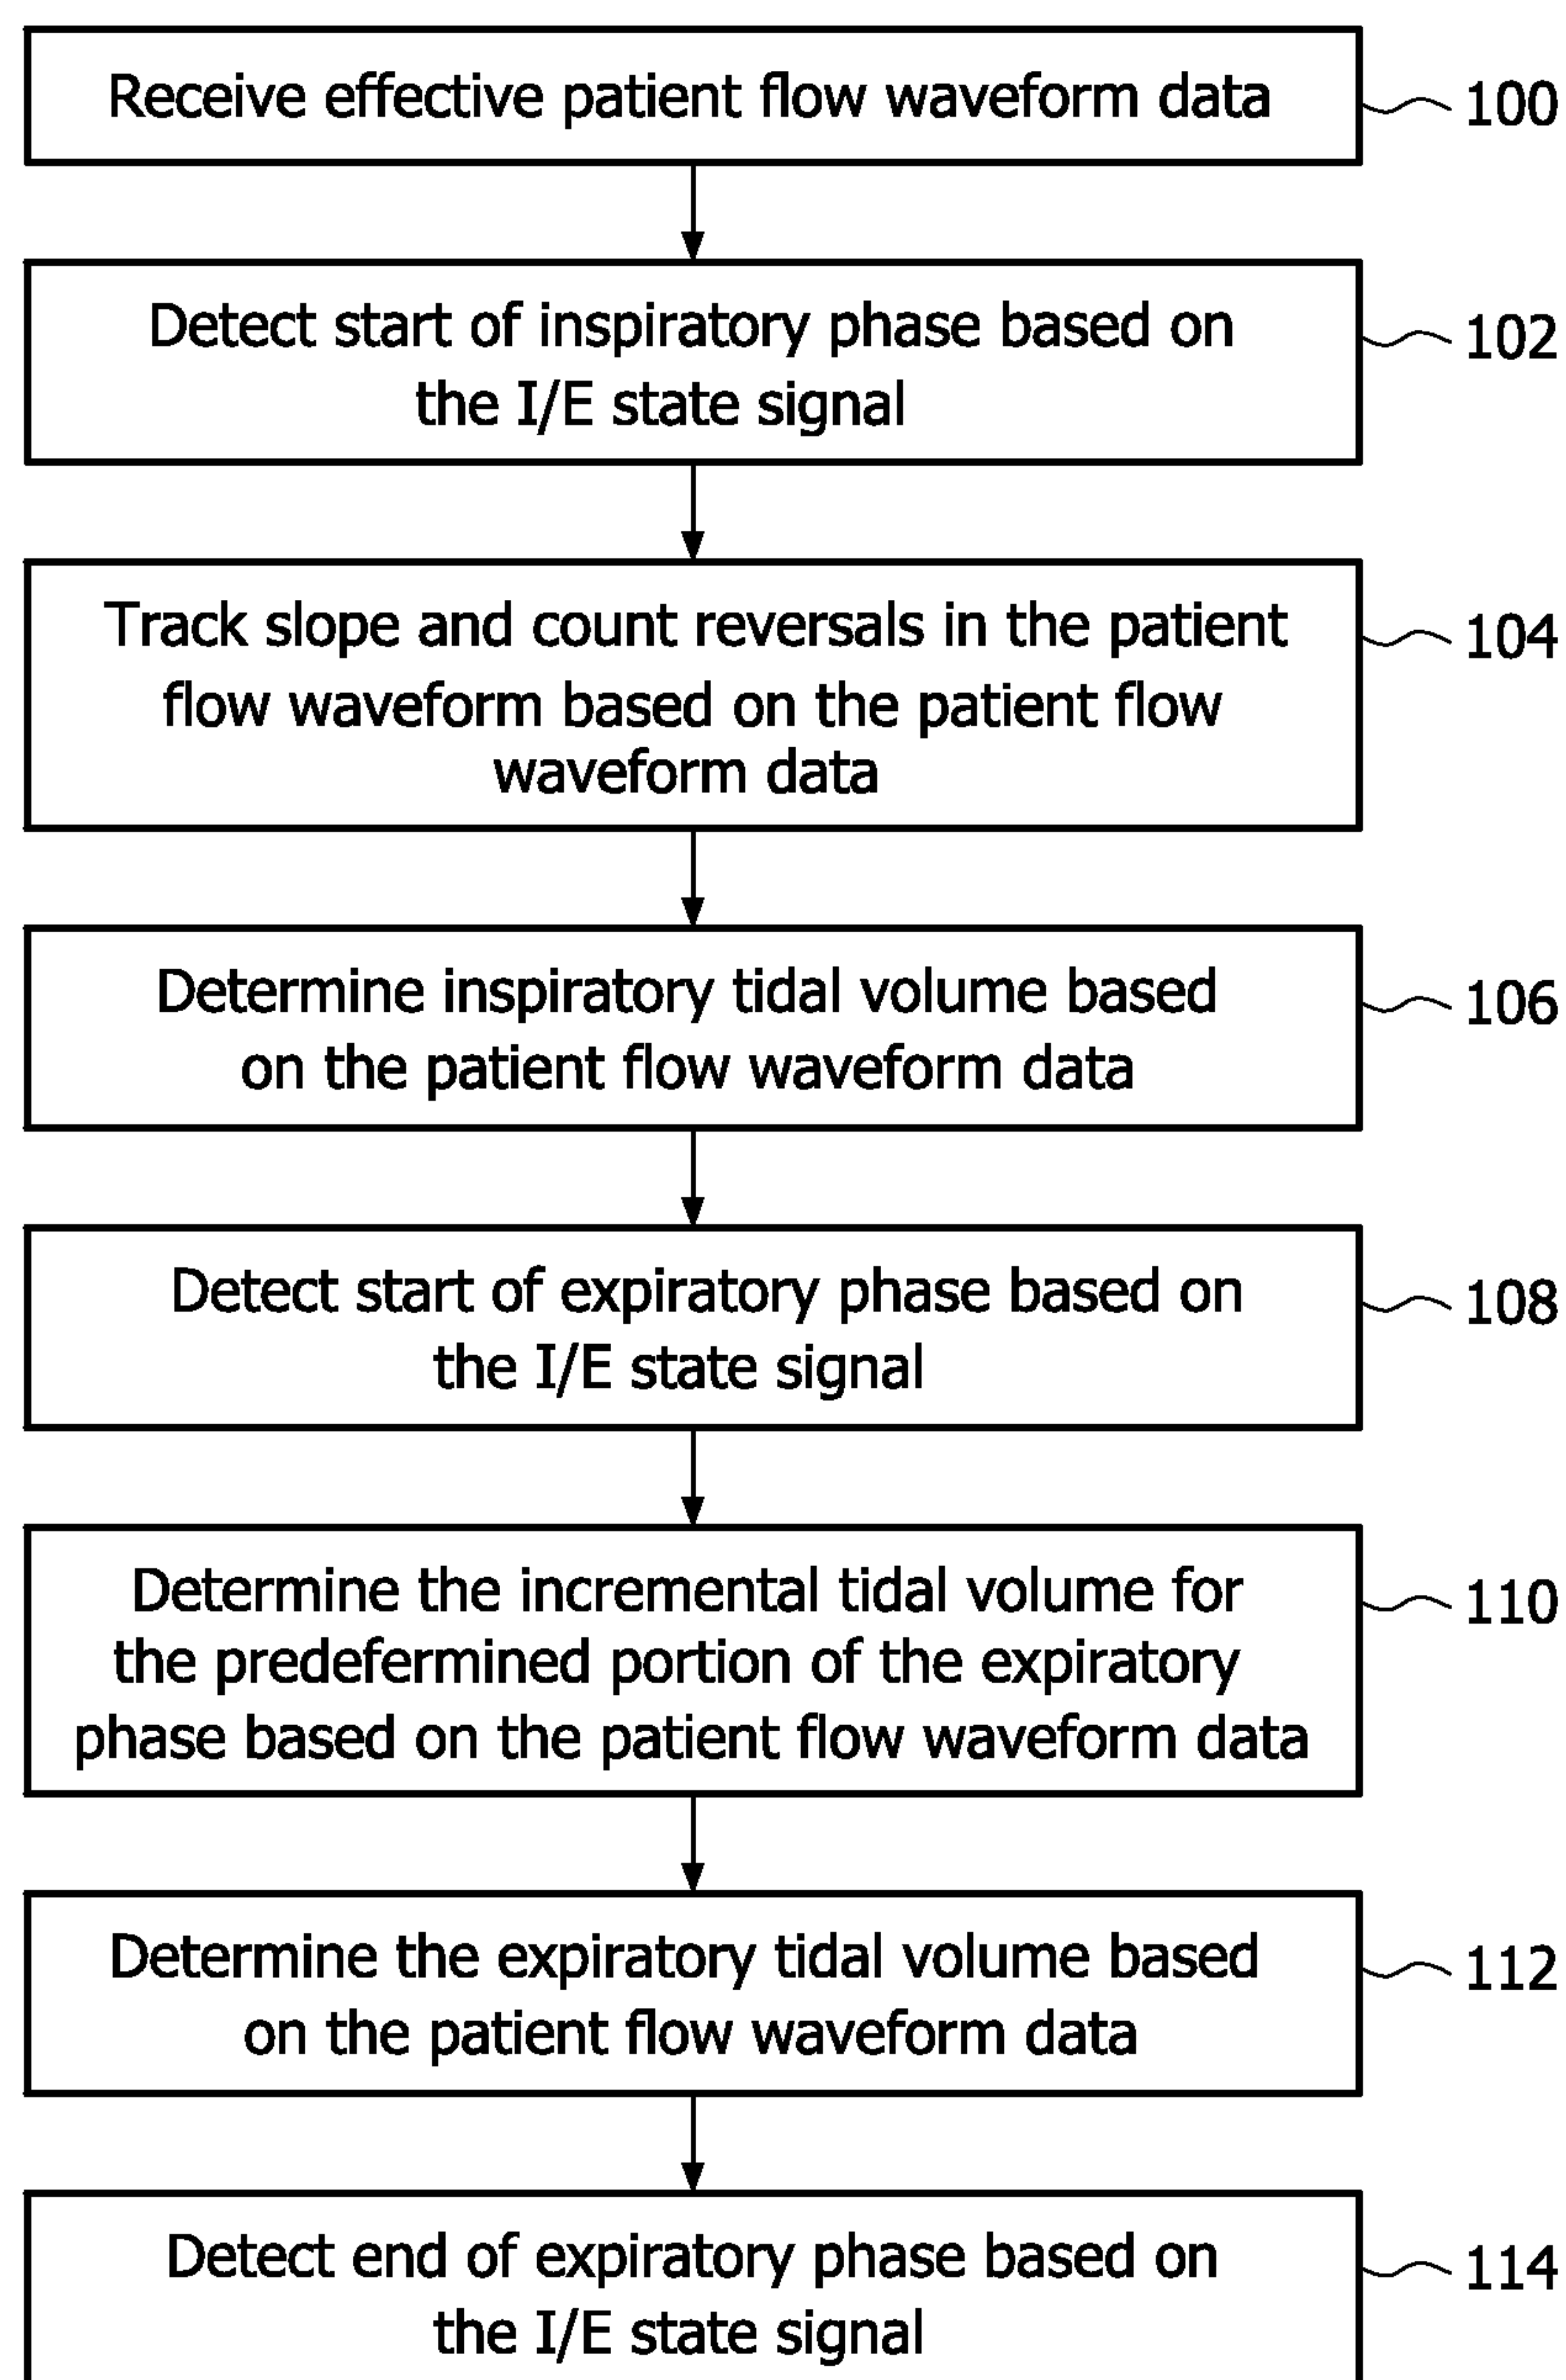 Receive effective patient flow waveform data
100
Detect start of inspiratory phase based on
the I/E state signal
102
Track slope and count reversals in the patient
flow waveform based on the patient flow
waveform data
104
Determine inspiratory tidal volume based
on the patient flow waveform data
106
Detect start of expiratory phase based on
the I/E state signal
108
Determine the incremental tidal volume for
the predefermined portion of the expiratory
phase based on the patient flow waveform data
110
Determine the expiratory tidal volume based
on the patient flow waveform data
112
Detect end of expiratory phase based on
the I/E state signal
114